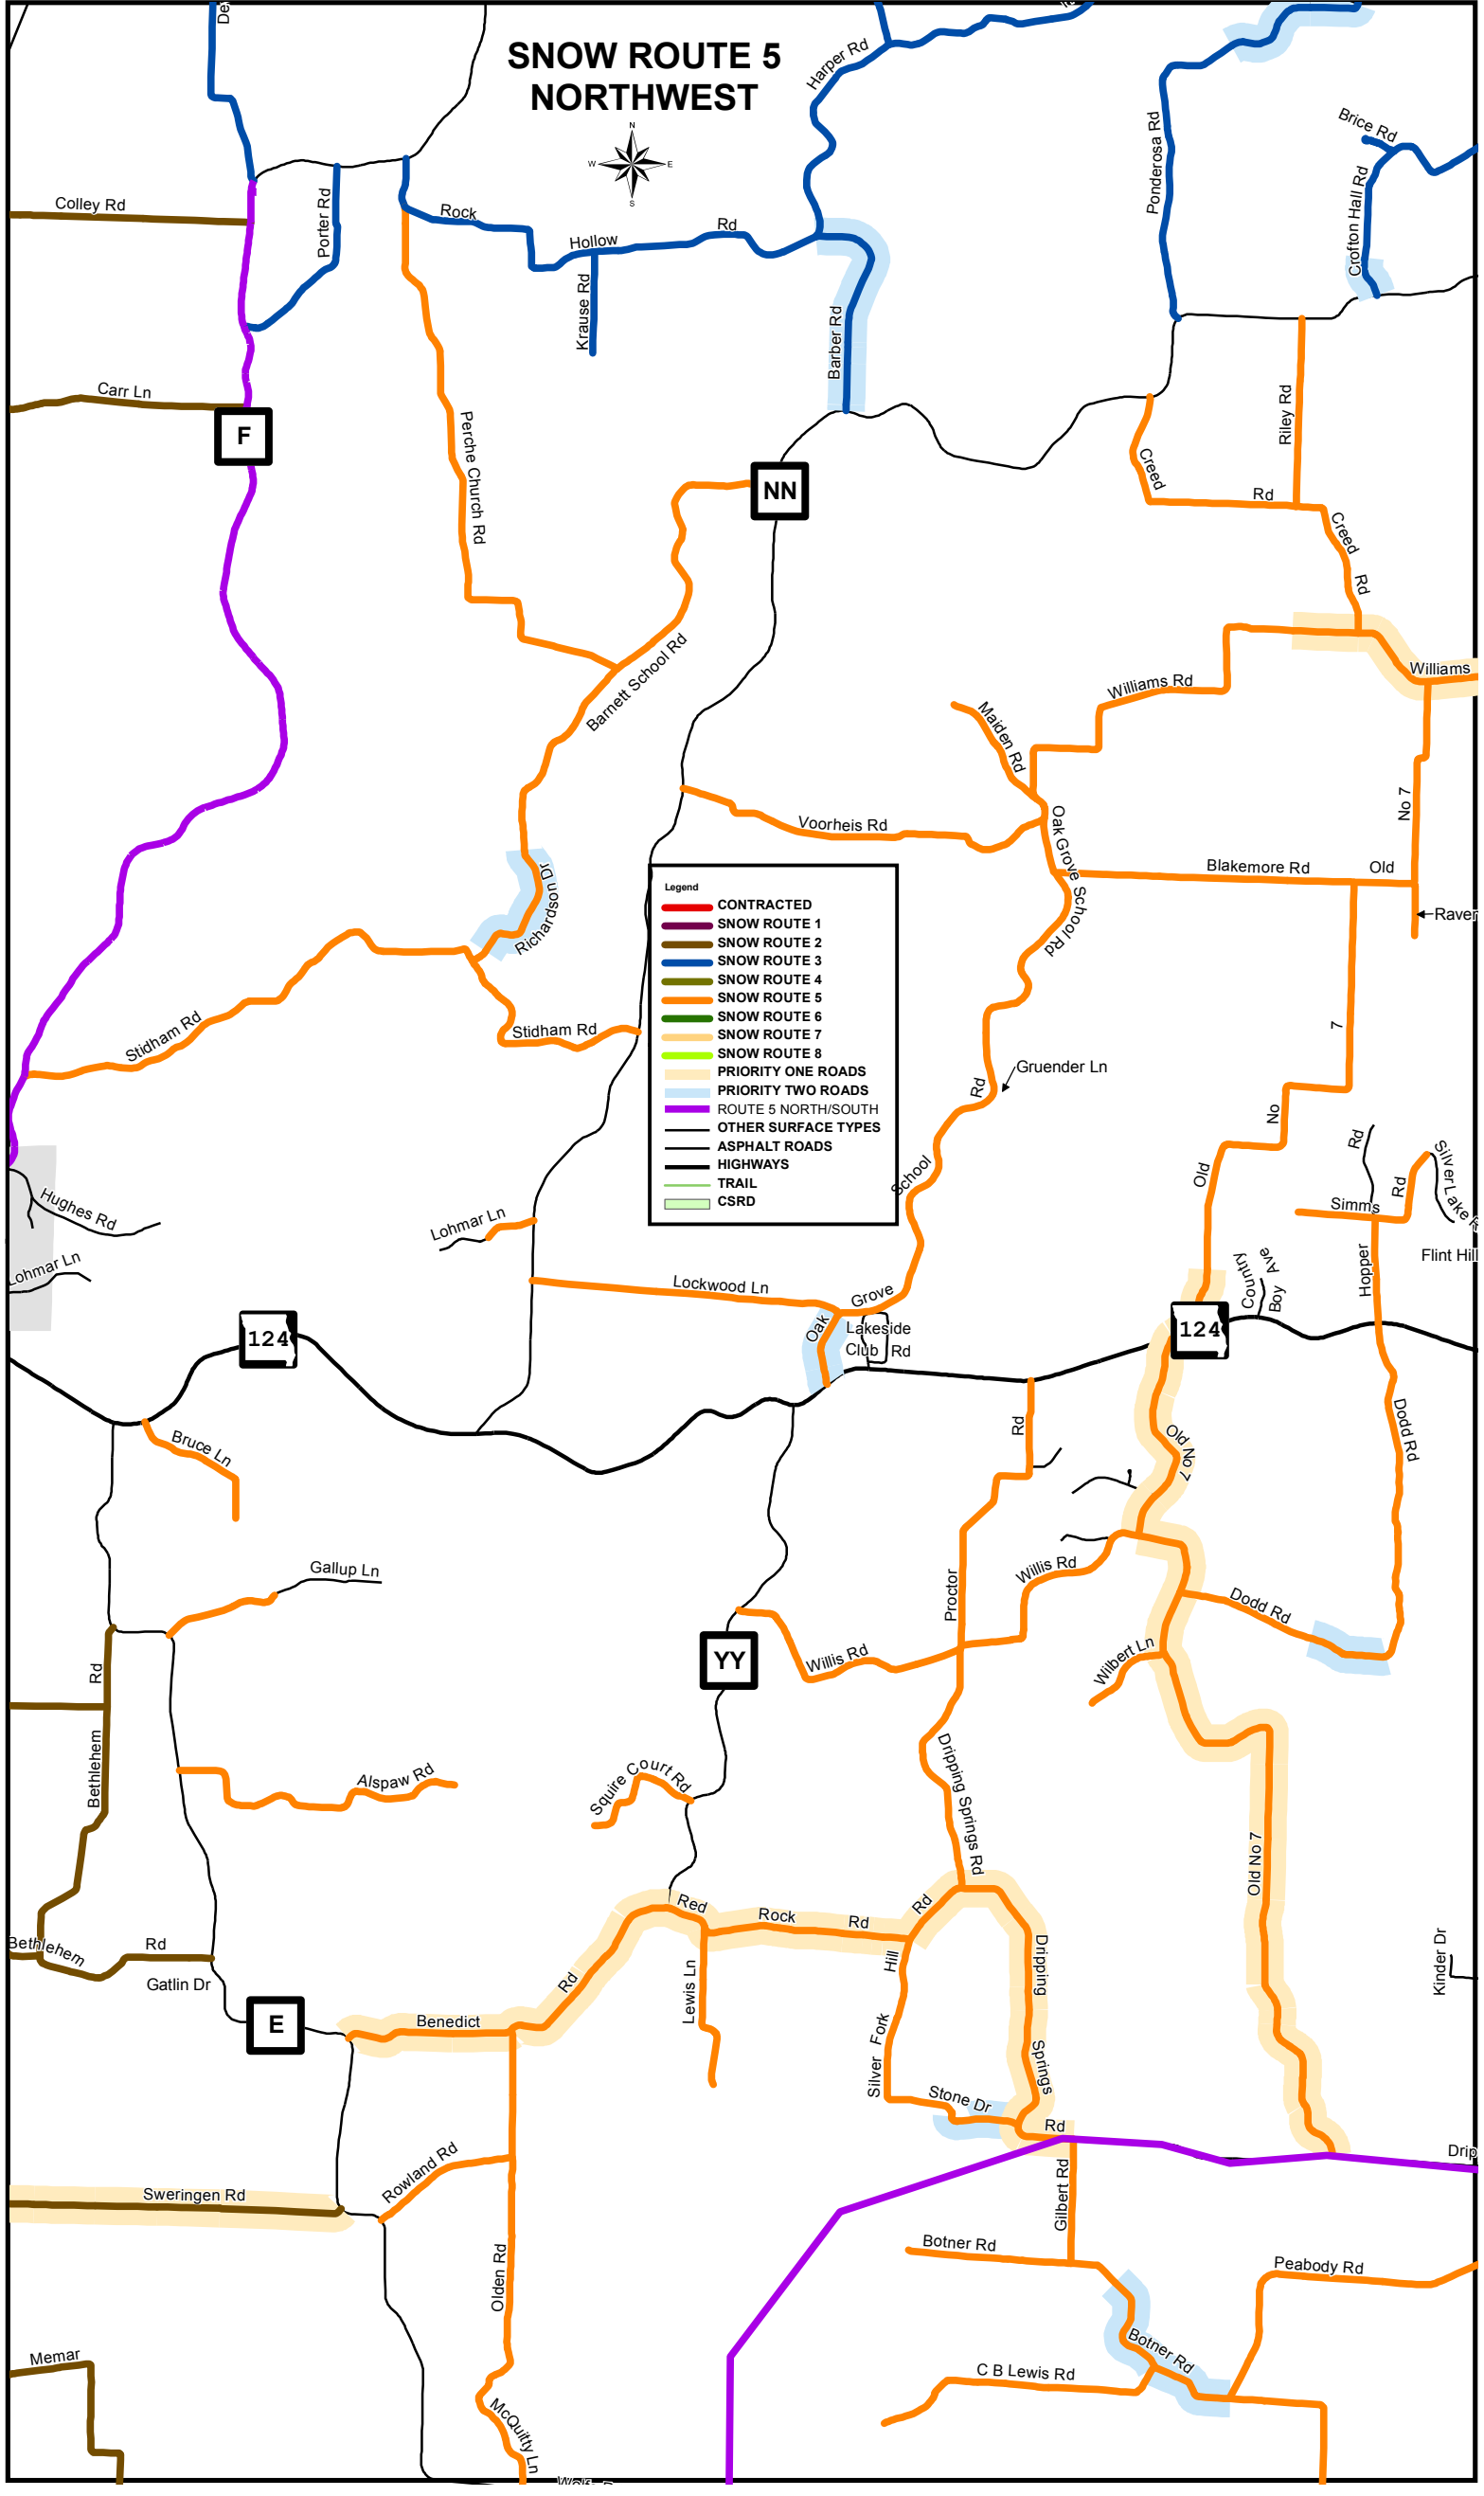 SNOW ROUTE 5
NORTHWEST
N
W
E
S
Harper Rd
Ponderosa Rd
Brice Rd
Crofton Hall Rd
Colley Rd
Porter Rd
Rock
Hollow
Rd
Krause Rd
Barber Rd
Carr Ln
F
Perche Church Rd
NN
Riley Rd
Creed
Rd
Creed
Rd
Barnett School Rd
Williams
Williams Rd
Maiden Rd
Voorheis Rd
Oak Grove School Rd
No 7
Blakemore Rd
Old
Raver
Richardson Dr
Stidham Rd
Stidham Rd
Legend
CONTRACTED
SNOW ROUTE 1
SNOW ROUTE 2
SNOW ROUTE 3
SNOW ROUTE 4
SNOW ROUTE 5
SNOW ROUTE 6
SNOW ROUTE 7
SNOW ROUTE 8
PRIORITY ONE ROADS
PRIORITY TWO ROADS
ROUTE 5 NORTH/SOUTH
OTHER SURFACE TYPES
ASPHALT ROADS
HIGHWAYS
TRAIL
CSRD
Gruender Ln
Rd
School
Grove
Oak
7
No
Old
Rd
Simms
Rd
Silver Lake
Hopper
Flint Hill
Country
Boy
Ave
Hughes Rd
Lohmar Ln
Lohmar Ln
Lockwood Ln
Lakeside
Club Rd
124
124
Bruce Ln
Rd
Proctor
Old No 7
Dodd Rd
Gallup Ln
Willis Rd
Willis Rd
Dodd Rd
Wilbert Ln
YY
Rd
Bethlehem
Alspaw Rd
Squire Court Rd
Dripping Springs Rd
Old No 7
Bethlehem
Rd
Gatlin Dr
Red
Rock
Rd
Rd
Hill
Fork
Silver
Lewis Ln
Dripping
Springs
Rd
Kinder Dr
E
Benedict
Rd
Stone Dr
Drip
Rowland Rd
Sweringen Rd
Gilbert Rd
Olden Rd
Botner Rd
Peabody Rd
Botner Rd
C B Lewis Rd
Memar
McQuitty Ln